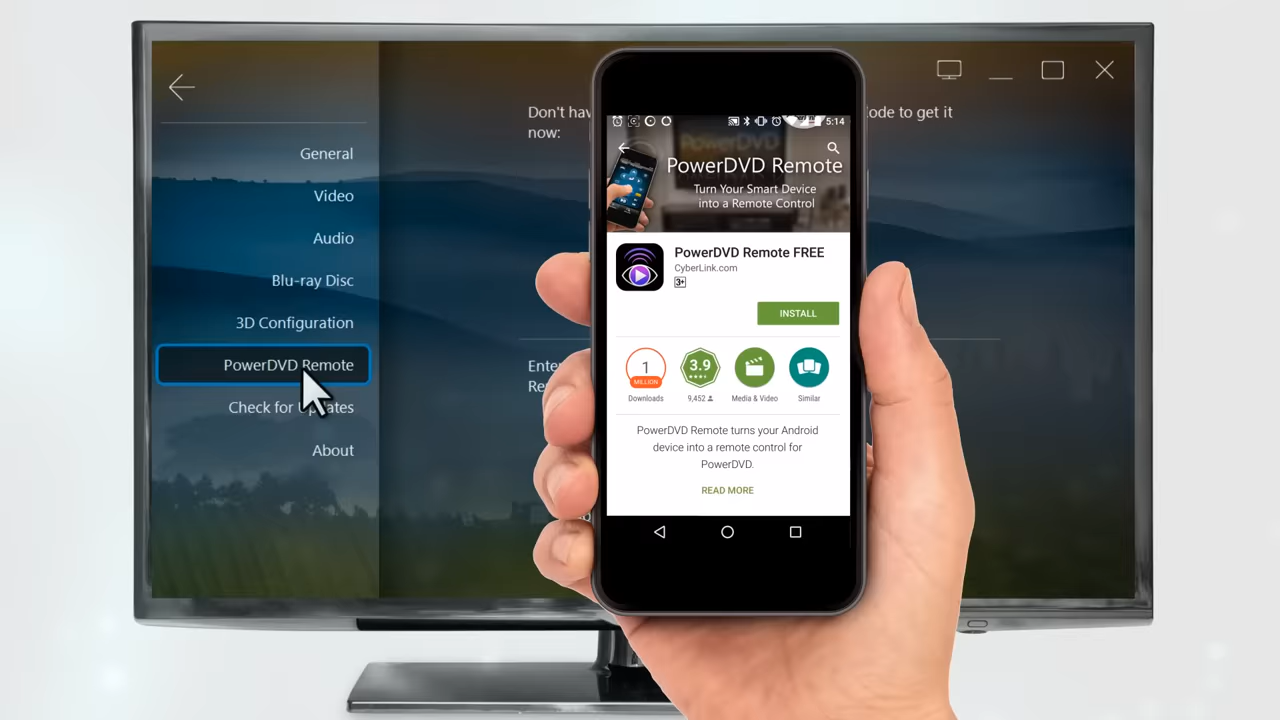 Don't hav
ode to get it
now:
General
Video
Audio
Blu-ray Disc
3D Configuration
PowerDVD Remote
Check for Updates
About
Enter
Re
5:14
PowerDVD
PowerDVD Remote
Turn Your Smart Device
into a Remote Control
PowerDVD Remote FREE
CyberLink.com
3+
INSTALL
1
MILLION
Downloads
3.9
9,452
Media & Video
Similar
PowerDVD Remote turns your Android
device into a remote control for
PowerDVD.
READ MORE